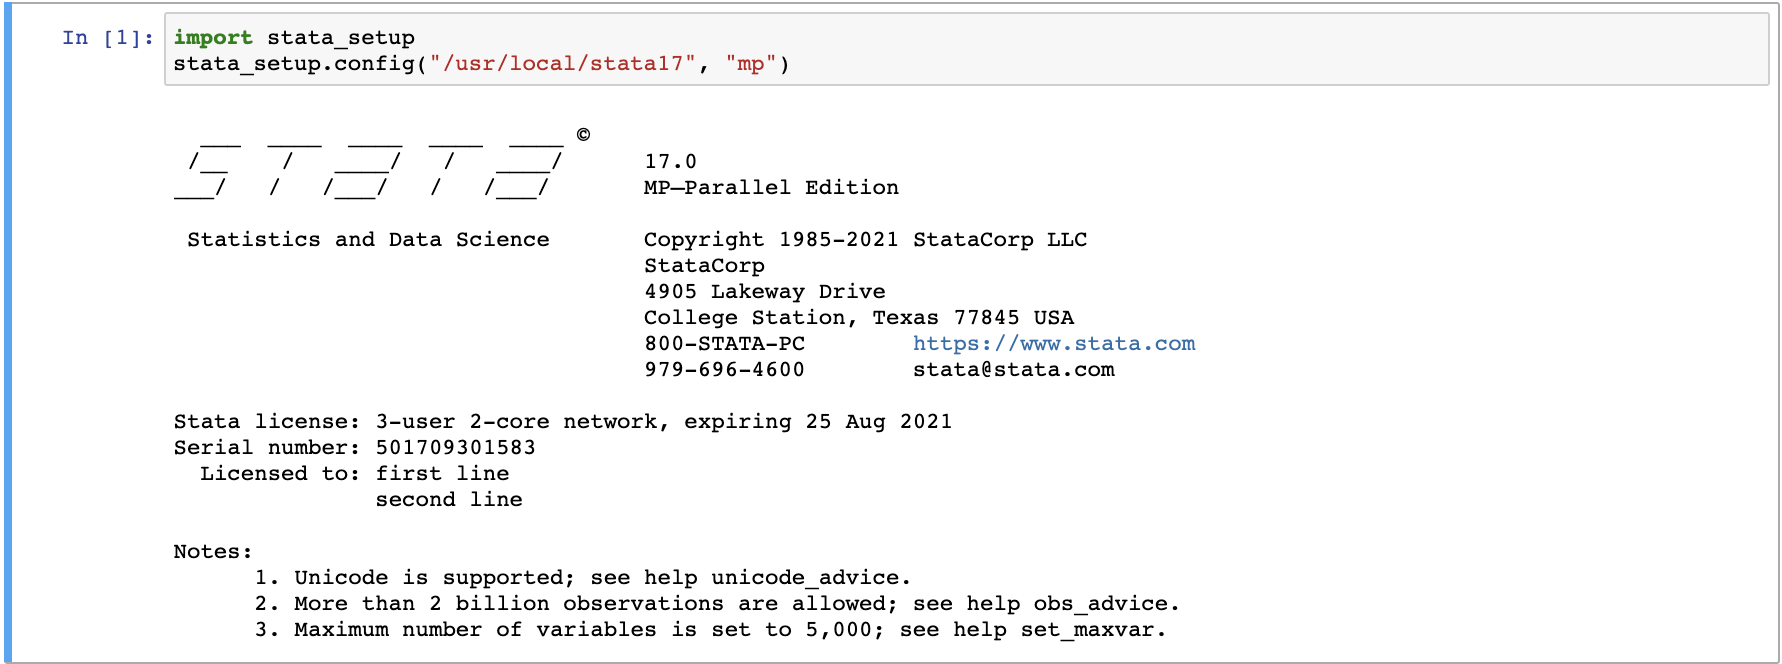 In [1]: import stata_setup
stata_setup.config("/usr/local/stata17", "mp")
  ___  ____  ____  ____  ____ ©
 /__    /   ____/   /   ____/      17.0
___/   /   /___/   /   /___/       MP—Parallel Edition
Statistics and Data Science       Copyright 1985-2021 StataCorp LLC
StataCorp
4905 Lakeway Drive
College Station, Texas 77845 USA
800-STATA-PC        https://www.stata.com
979-696-4600        stata@stata.com
Stata license: 3-user 2-core network, expiring 25 Aug 2021
Serial number: 501709301583
Licensed to: first line
second line
Notes:
1. Unicode is supported; see help unicode_advice.
2. More than 2 billion observations are allowed; see help obs_advice.
3. Maximum number of variables is set to 5,000; see help set_maxvar.